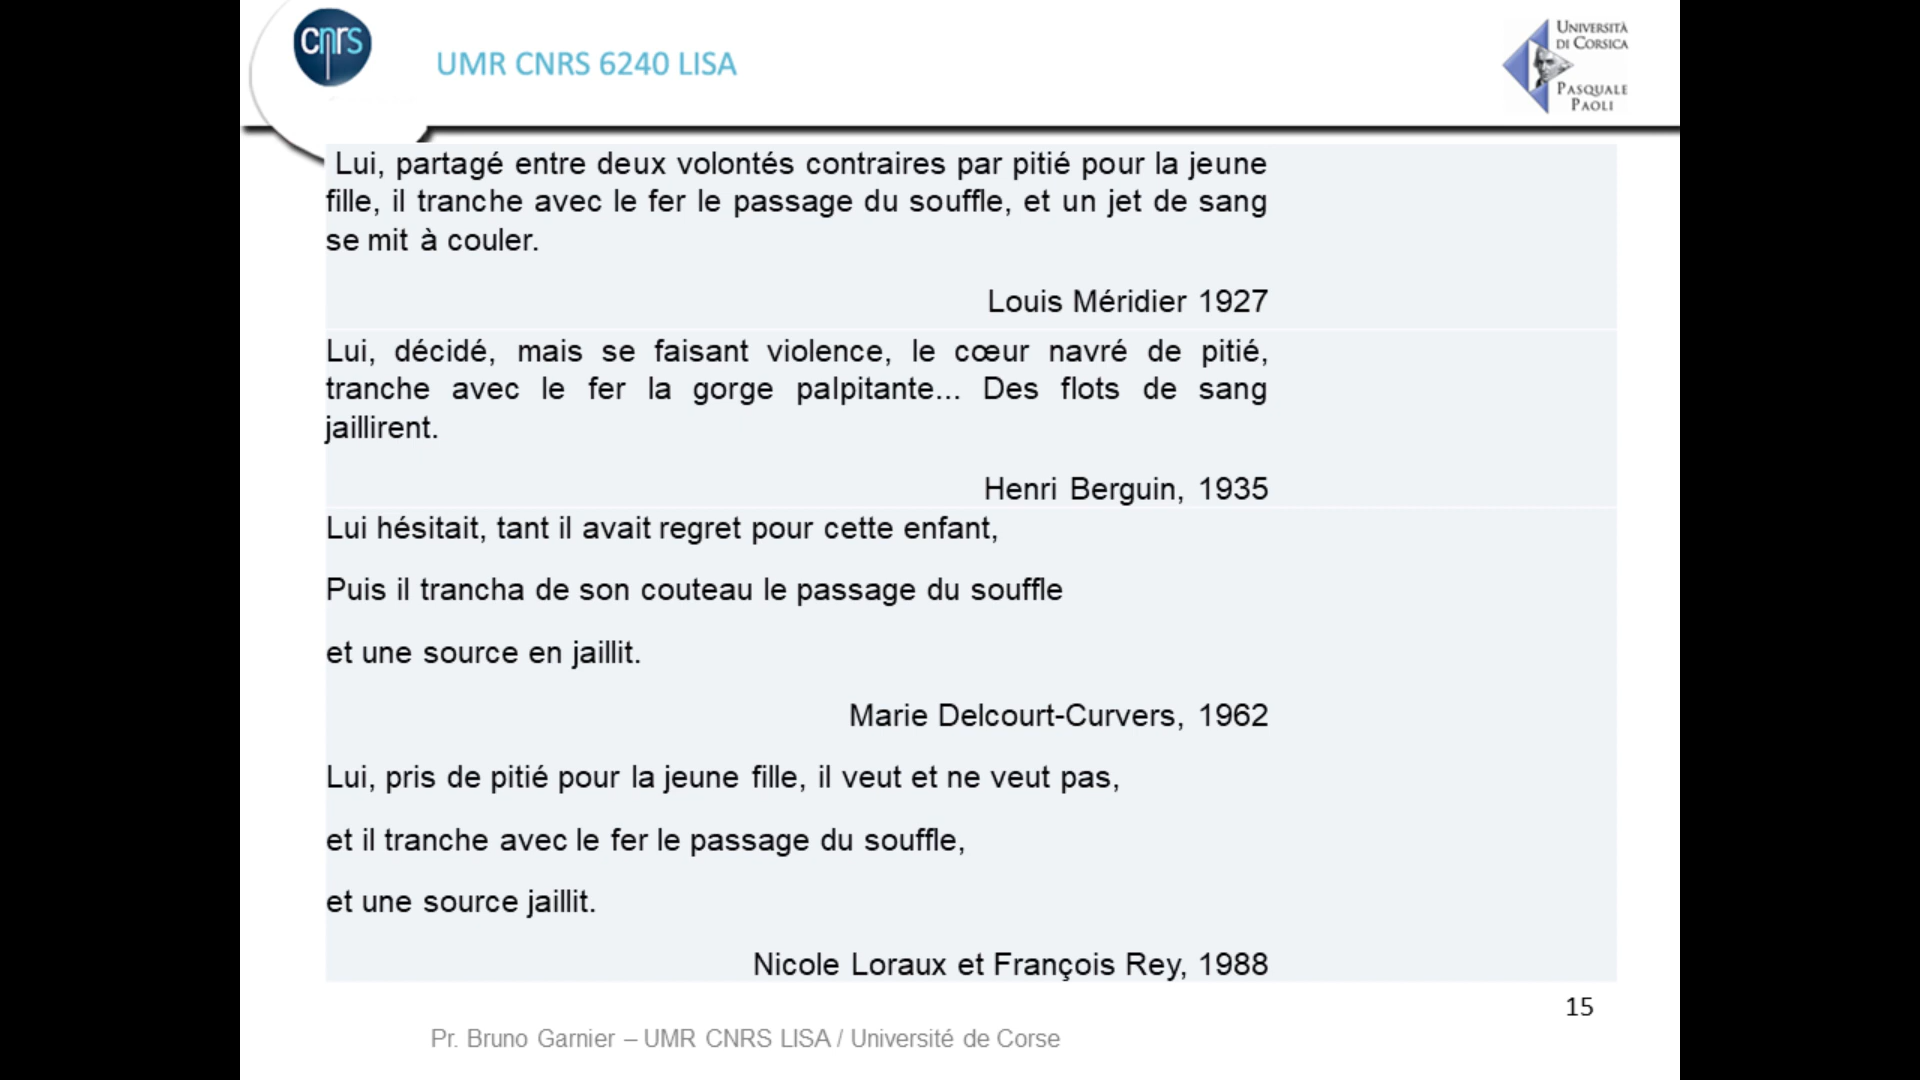 cnrs
UMR CNRS 6240 LISA
UNIVERSITÀ
DI CORSICA
PASQUALE
PAOLI
Lui, partagé entre deux volontés contraires par pitié pour la jeune
fille, il tranche avec le fer le passage du souffle, et un jet de sang
se mit à couler.
Louis Méridier 1927
Lui, décidé, mais se faisant violence, le cœur navré de pitié,
tranche avec le fer la gorge palpitante... Des flots de sang
jaillirent.
Henri Berguin, 1935
Lui hésitait, tant il avait regret pour cette enfant,
Puis il trancha de son couteau le passage du souffle
et une source en jaillit.
Marie Delcourt-Curvers, 1962
Lui, pris de pitié pour la jeune fille, il veut et ne veut pas,
et il tranche avec le fer le passage du souffle,
et une source jaillit.
Nicole Loraux et François Rey, 1988
15
Pr. Bruno Garnier – UMR CNRS LISA / Université de Corse